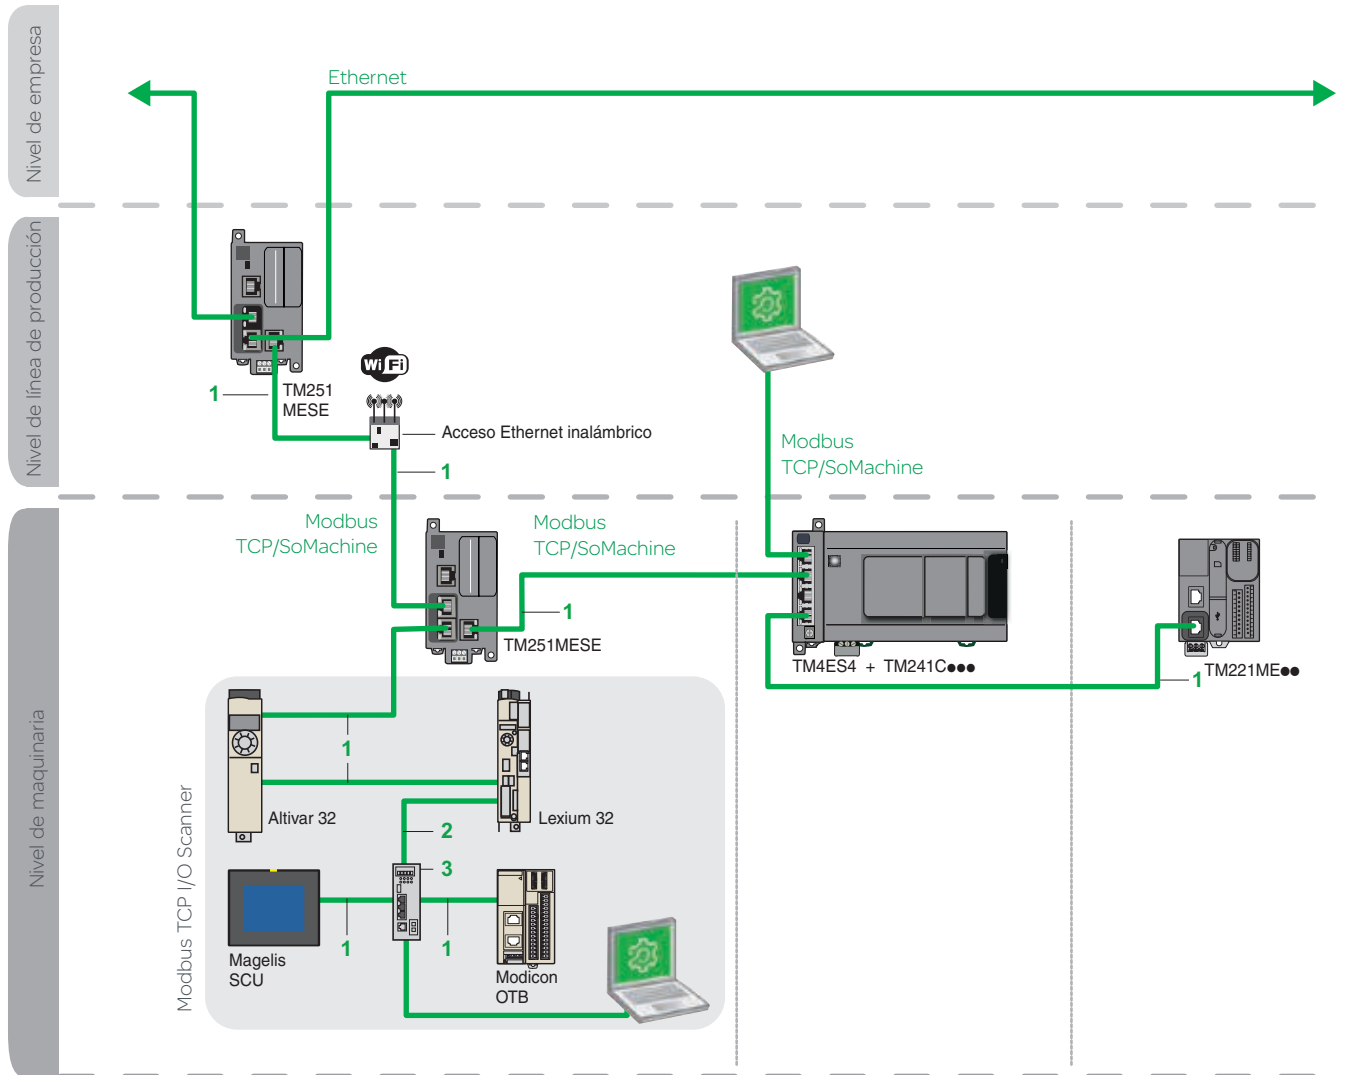 Nivel de empresa
Ethernet
Nivel de línea de producción
1
TM251
MESE
Wi Fi
Acceso Ethernet inalámbrico
1
Modbus
TCP/SoMachine
Nivel de maquinaria
Modbus
TCP/SoMachine
Modbus
TCP/SoMachine
1
TM251MESE
TM4ES4 + TM241C●●●
1
TM221ME●●
Modbus TCP I/O Scanner
1
Altivar 32
Lexium 32
2
3
1
1
Magelis
SCU
Modicon
OTB